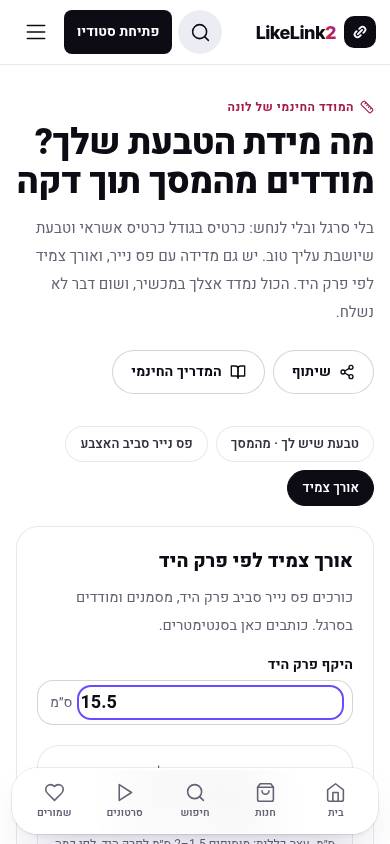 LikeLink2
פתיחת סטודיו
המודד החינמי של לונה
מה מידת הטבעת שלך?
מודדים מהמסך תוך דקה
בלי סרגל ובלי לנחש: כרטיס בגודל כרטיס אשראי וטבעת
שיושבת עליך טוב. יש גם מדידה עם פס נייר, ואורך צמיד
לפי פרק היד. הכול נמדד אצלך במכשיר, ושום דבר לא
נשלח.
שיתוף
המדריך החינמי
טבעת שיש לך · מהמסך
פס נייר סביב האצבע
אורך צמיד
אורך צמיד לפי פרק היד
כורכים פס נייר סביב פרק היד, מסמנים ומודדים
בסרגל. כותבים כאן בסנטימטרים.
היקף פרק היד
15.5
ס״מ
בית
חנות
חיפוש
סרטונים
שמורים